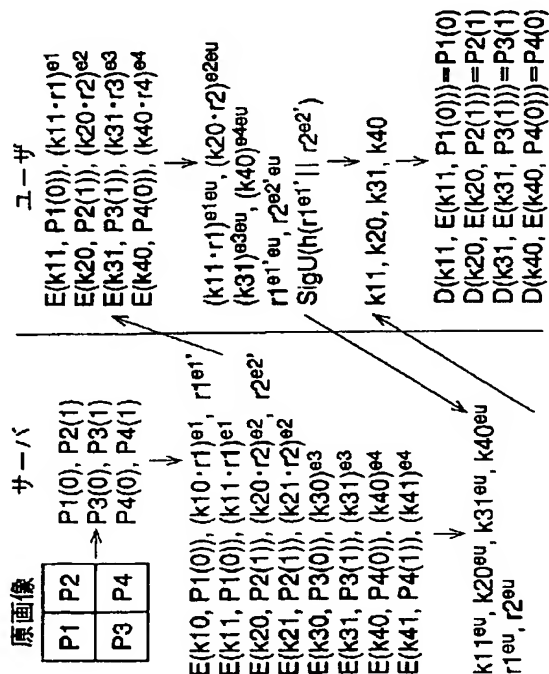 原画像
サーバ
P1 P2
P3 P4
P1(0), P2(1)
P3(0), P3(1)
P4(0), P4(1)
E(k10, P1(0)), (k10·r1)e1, r1e1'
E(k11, P1(0)), (k11·r1)e1
E(k20, P2(1)), (k20·r2)e2, r2e2'
E(k21, P2(1)), (k21·r2)e2
E(k30, P3(0)), (k30)e3
E(k31, P3(1)), (k31)e3
E(k40, P4(0)), (k40)e4
E(k41, P4(1)), (k41)e4
k11eu, k20eu, k31eu, k40eu
r1eu, r2eu
ユーザ
E(k11, P1(0)), (k11·r1)e1
E(k20, P2(1)), (k20·r2)e2
E(k31, P3(1)), (k31·r3)e3
E(k40, P4(0)), (k40·r4)e4
(k11·r1)e1eu, (k20·r2)e2eu
(k31)e3eu, (k40)e4eu
r1e1'eu, r2e2'eu
SigU(h(r1e1' || r2e2')
k11, k20, k31, k40
D(k11, E(k11, P1(0)))=P1(0)
D(k20, E(k20, P2(1)))=P2(1)
D(k31, E(k31, P3(1)))=P3(1)
D(k40, E(k40, P4(0)))=P4(0)